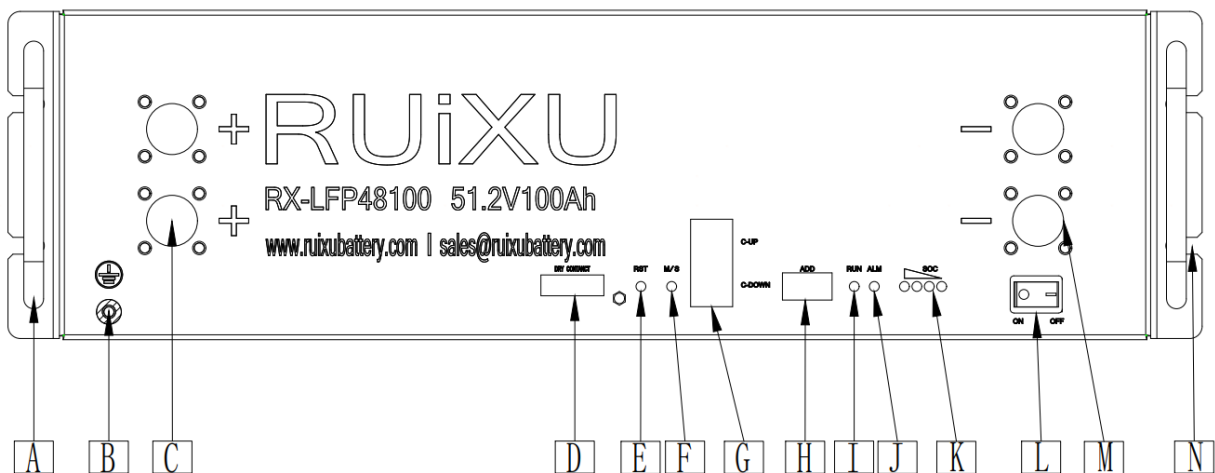 + RUiXU −
RX-LFP48100 51.2V100Ah
+ −
www.ruixubattery.com | sales@ruixubattery.com
C-UP
DRY CONTACT RST M/S C-DOWN ADD RUN ALM SOC
ON OFF
A B C D E F G H I J K L M N